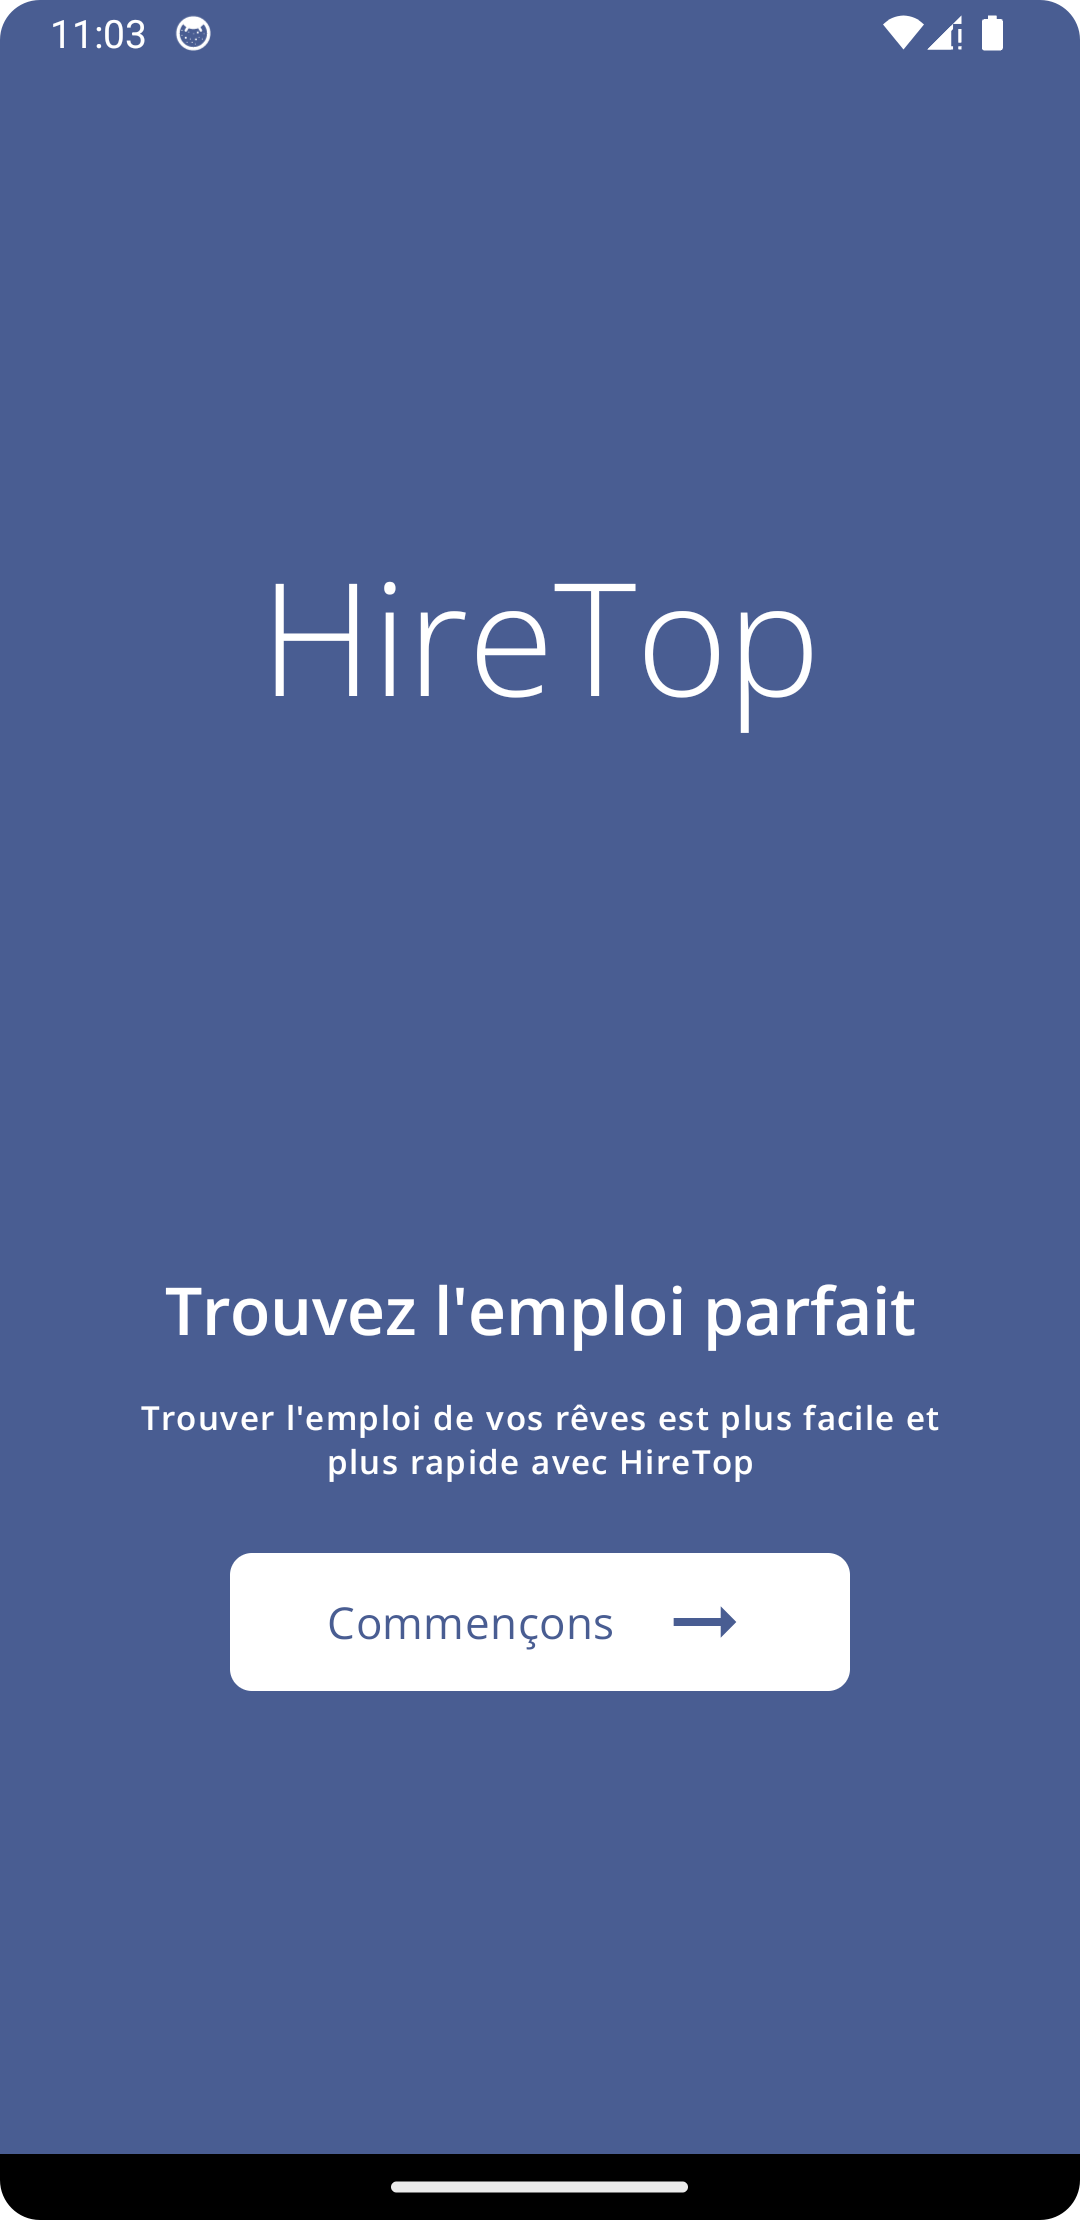 11:03
HireTop
Trouvez l'emploi parfait
Trouver l'emploi de vos rêves est plus facile et
plus rapide avec HireTop
Commençons